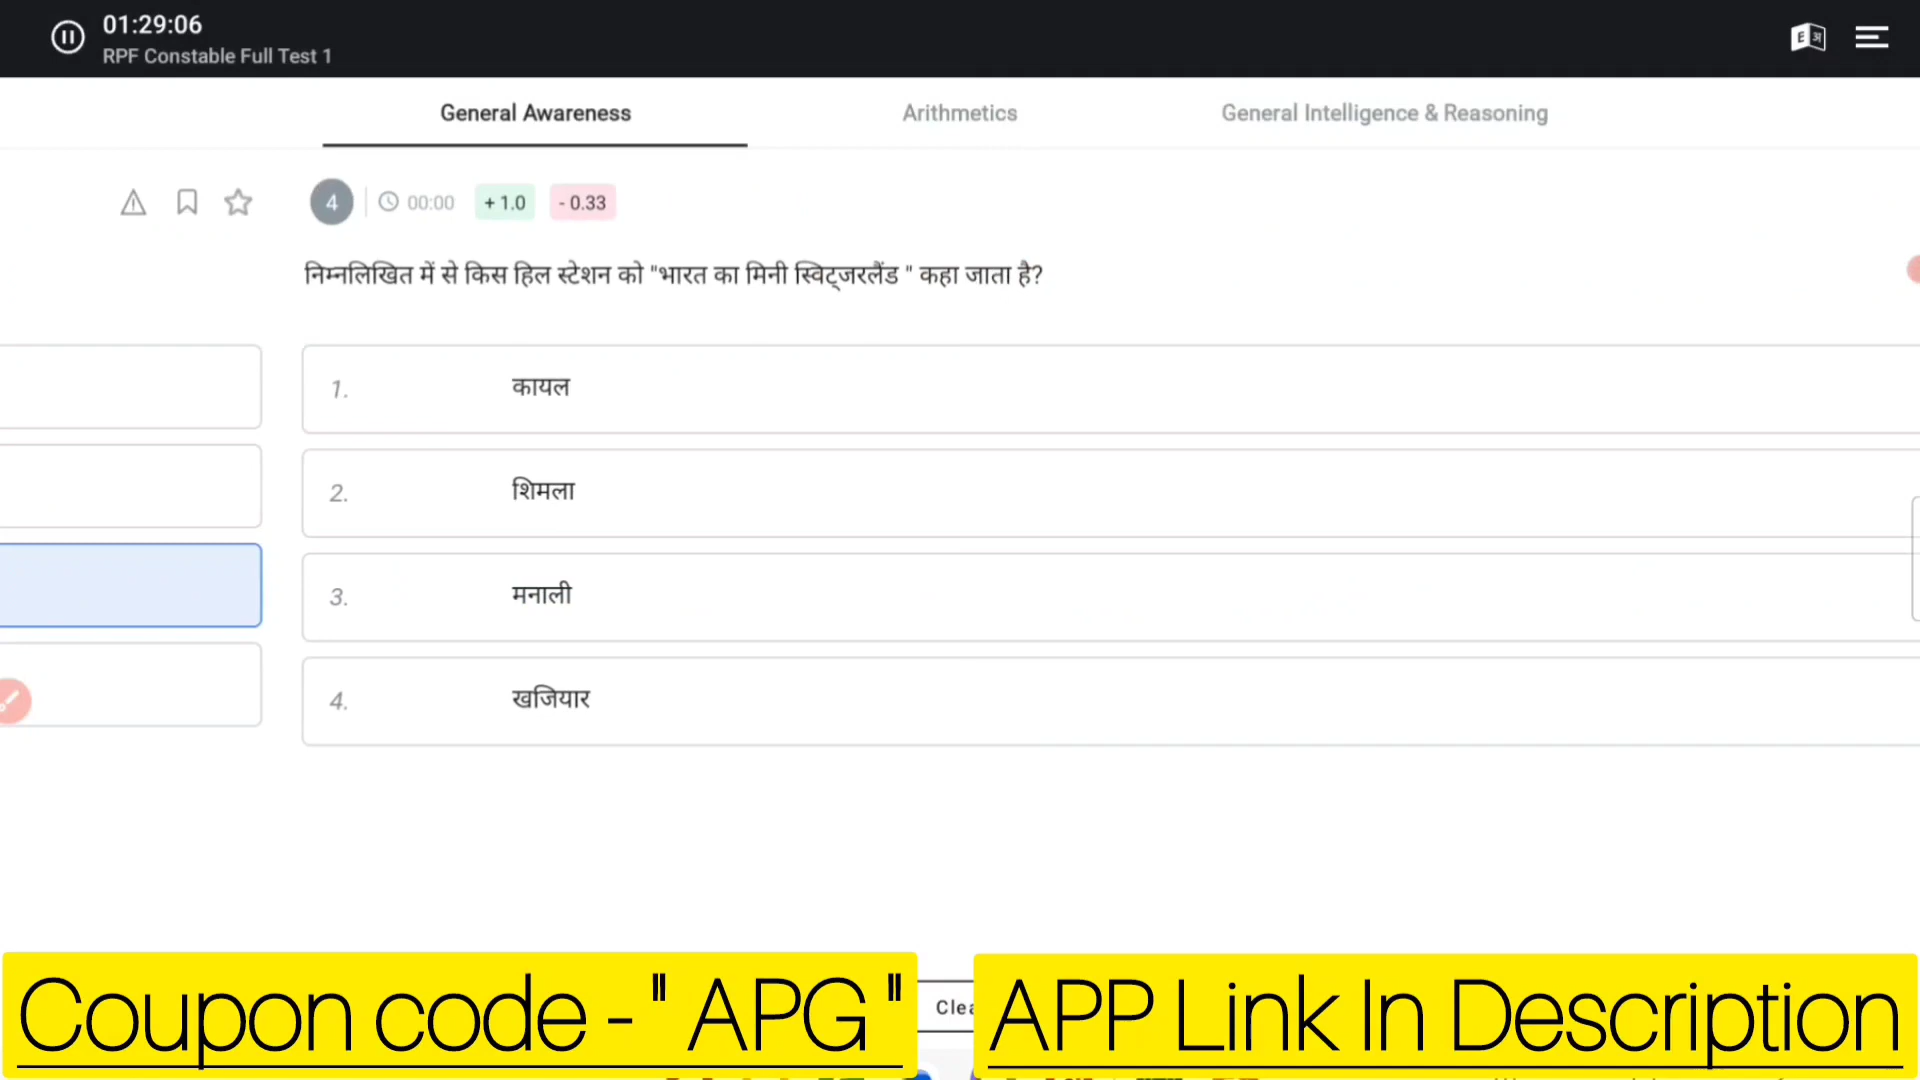 01:29:06
RPF Constable Full Test 1
General Awareness
Arithmetics
General Intelligence & Reasoning
4
00:00
+ 1.0
- 0.33
निम्नलिखित में से किस हिल स्टेशन को "भारत का मिनी स्विट्जरलैंड " कहा जाता है?
1. कायल
2. शिमला
3. मनाली
4. खजियार
Coupon code - " APG "
APP Link In Description